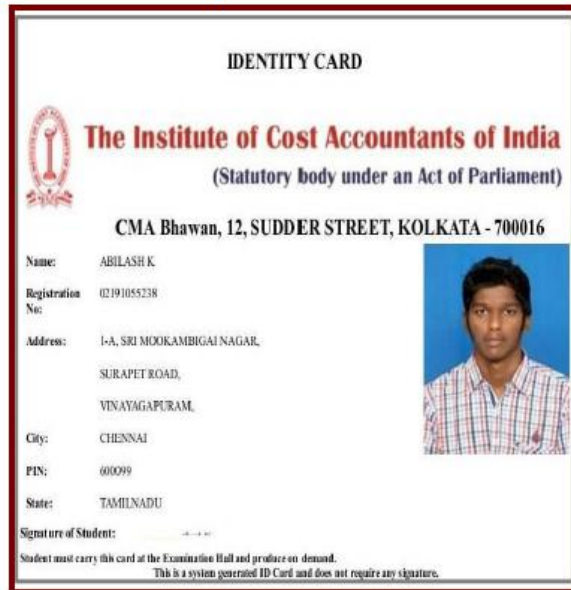 IDENTITY CARD
The Institute of Cost Accountants of India
(Statutory body under an Act of Parliament)
CMA Bhawan, 12, SUDDER STREET, KOLKATA - 700016
Name: ABILASH K
Registration No: 02191055238
Address: 1-A, SRI MOOKAMBIGAI NAGAR,
SURAPET ROAD,
VINAYAGAPURAM,
City: CHENNAI
PIN: 600099
State: TAMILNADU
Signature of Student:
Student must carry this card at the Examination Hall and produce on demand.
This is a system generated ID Card and does not require any signature.